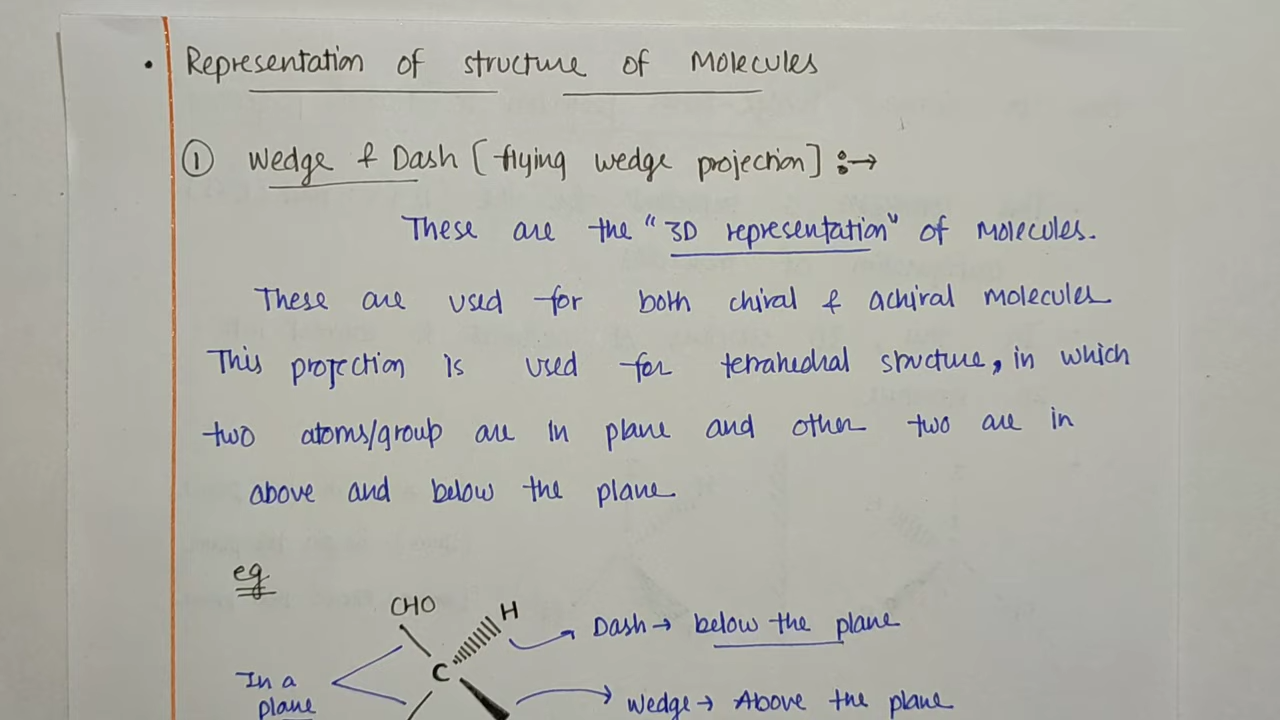 • Representation of structure of Molecules
① Wedge & Dash [flying wedge projection] :→
These are the "3D representation" of Molecules.
These are used for both chiral & achiral molecules
This projection is used for tetrahedral structure, in which
two atoms/group are in plane and other two are in
above and below the plane.
eg
CHO
H
Dash → below the plane
C
In a
plane
Wedge → Above the plane